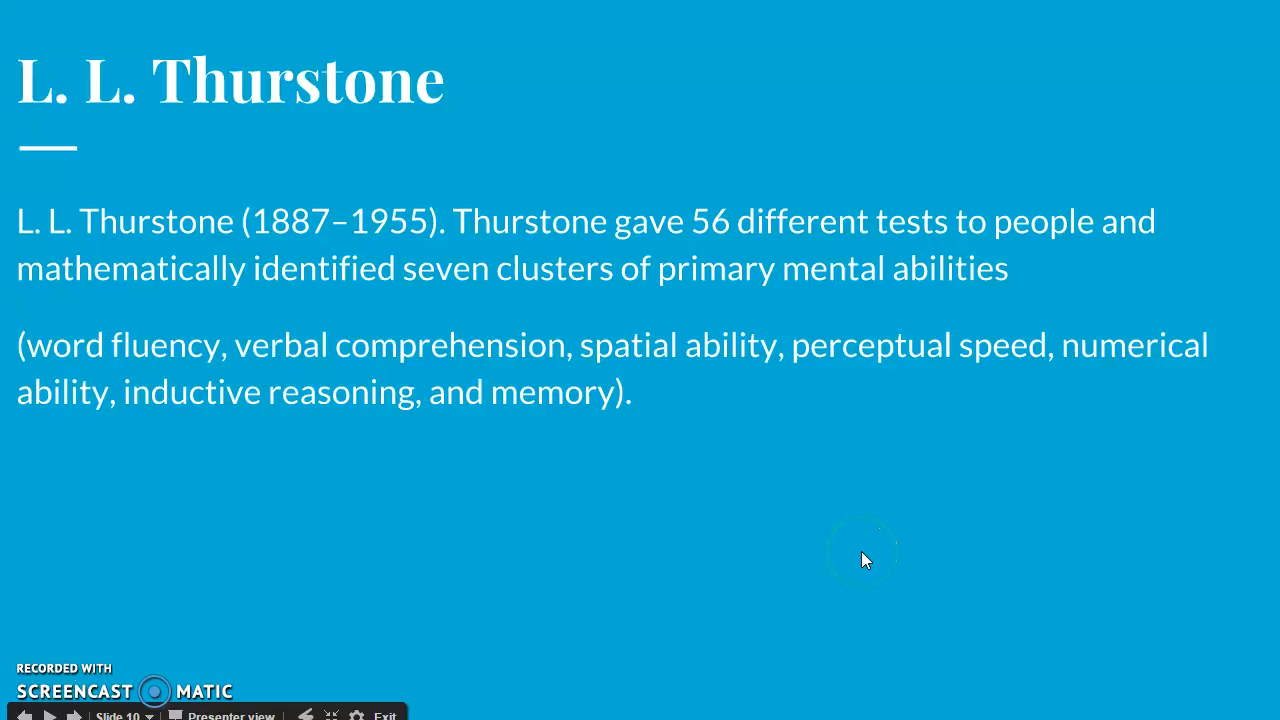 L. L. Thurstone
L. L. Thurstone (1887–1955). Thurstone gave 56 different tests to people and
mathematically identified seven clusters of primary mental abilities
(word fluency, verbal comprehension, spatial ability, perceptual speed, numerical
ability, inductive reasoning, and memory).
RECORDED WITH
SCREENCAST MATIC
Slide 10 Presenter view Exit